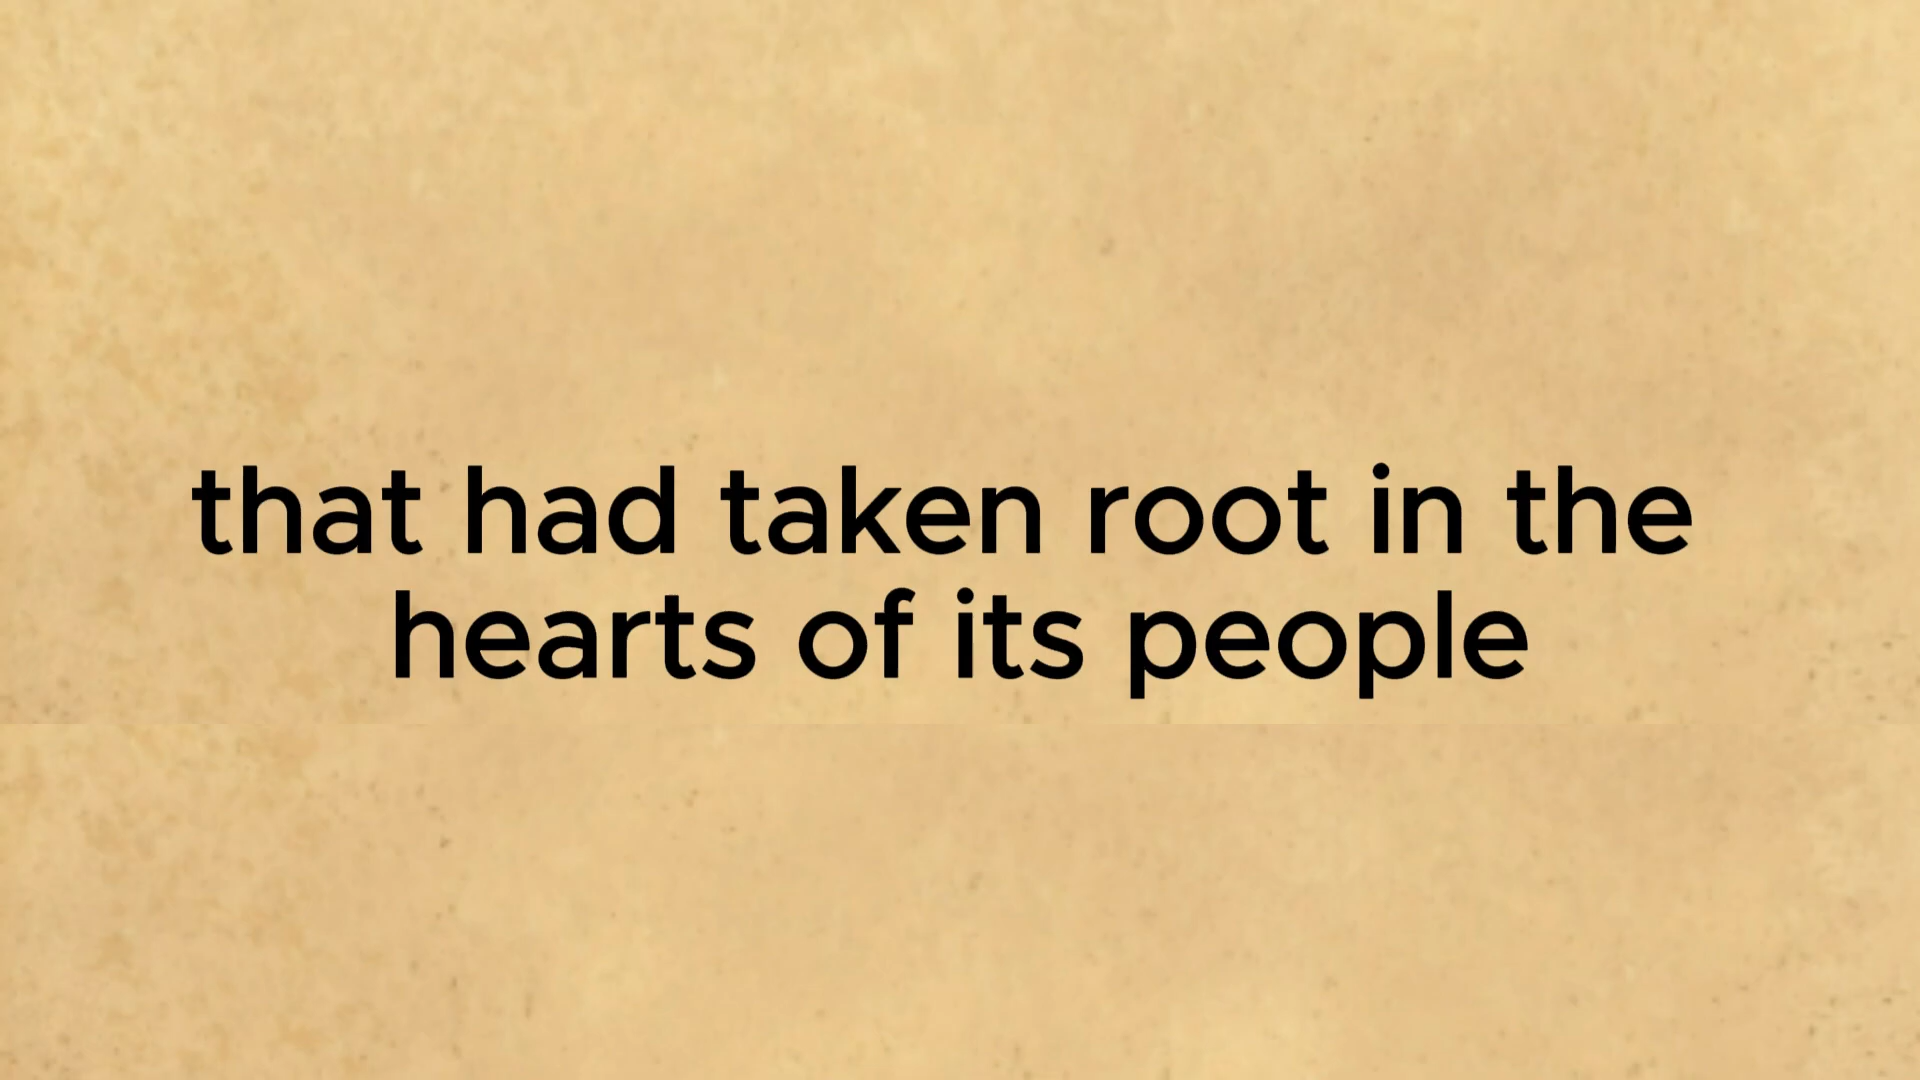 that had taken root in the
hearts of its people